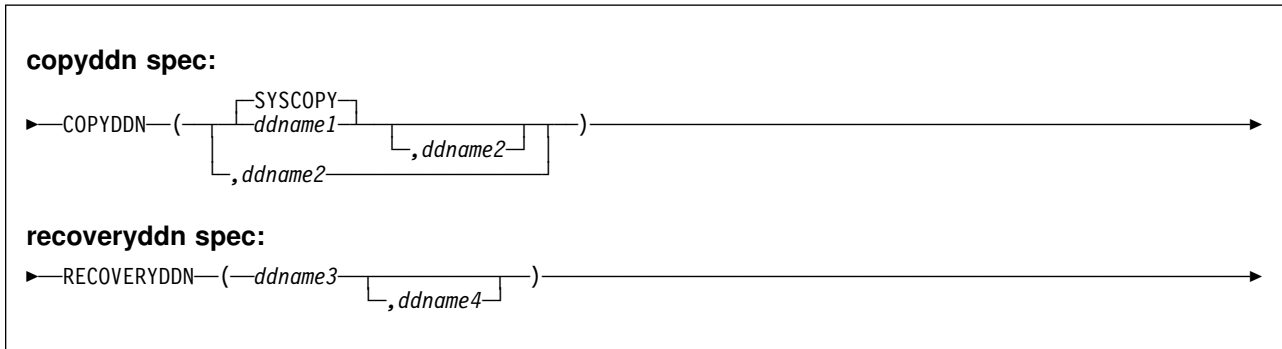 copyddn spec:
SYSCOPY
COPYDDN ( ddname1 )
,ddname2
,ddname2
recoveryddn spec:
RECOVERYDDN ( ddname3 )
,ddname4